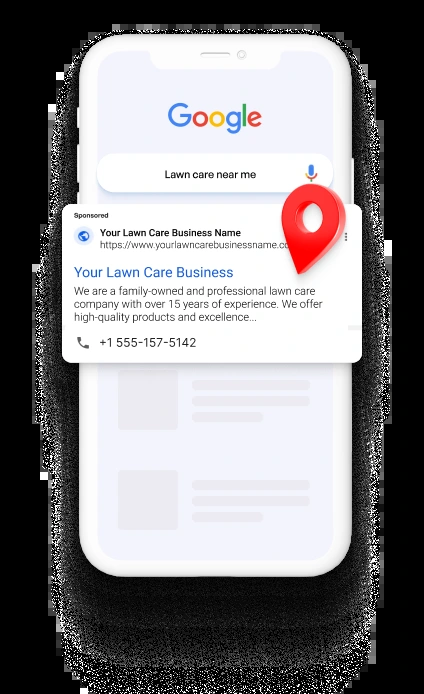 Google
Lawn care near me
Sponsored
Your Lawn Care Business Name
https://www.yourlawncarebusinessname.co
Your Lawn Care Business
We are a family-owned and professional lawn care
company with over 15 years of experience. We offer
high-quality products and excellence...
+1 555-157-5142